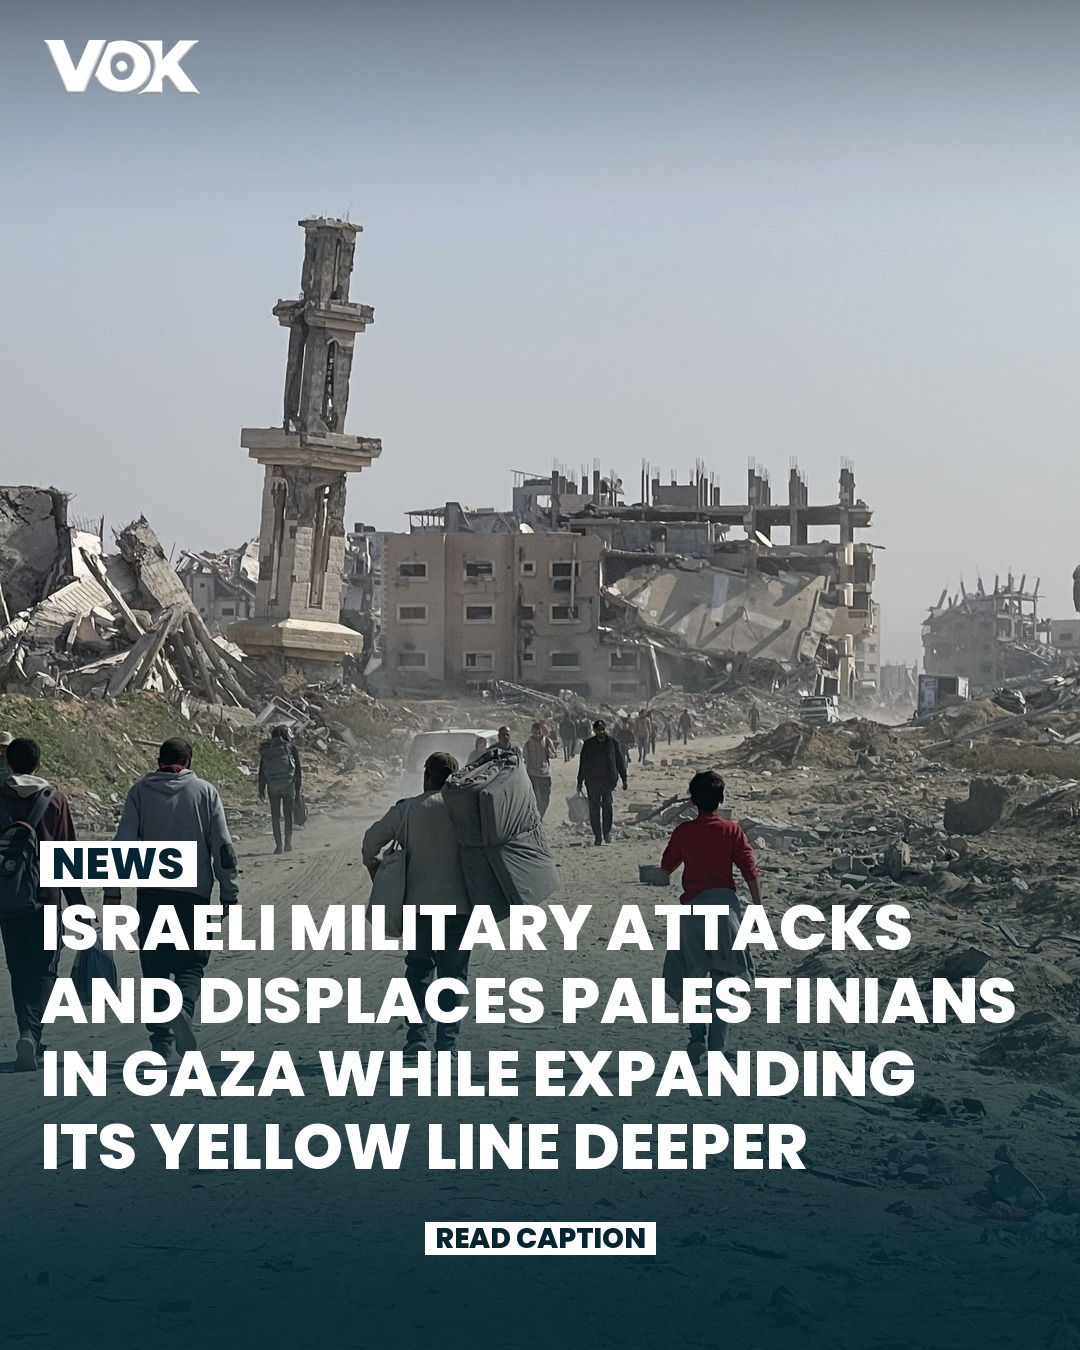 VOK
NEWS
ISRAELI MILITARY ATTACKS
AND DISPLACES PALESTINIANS
IN GAZA WHILE EXPANDING
ITS YELLOW LINE DEEPER
READ CAPTION